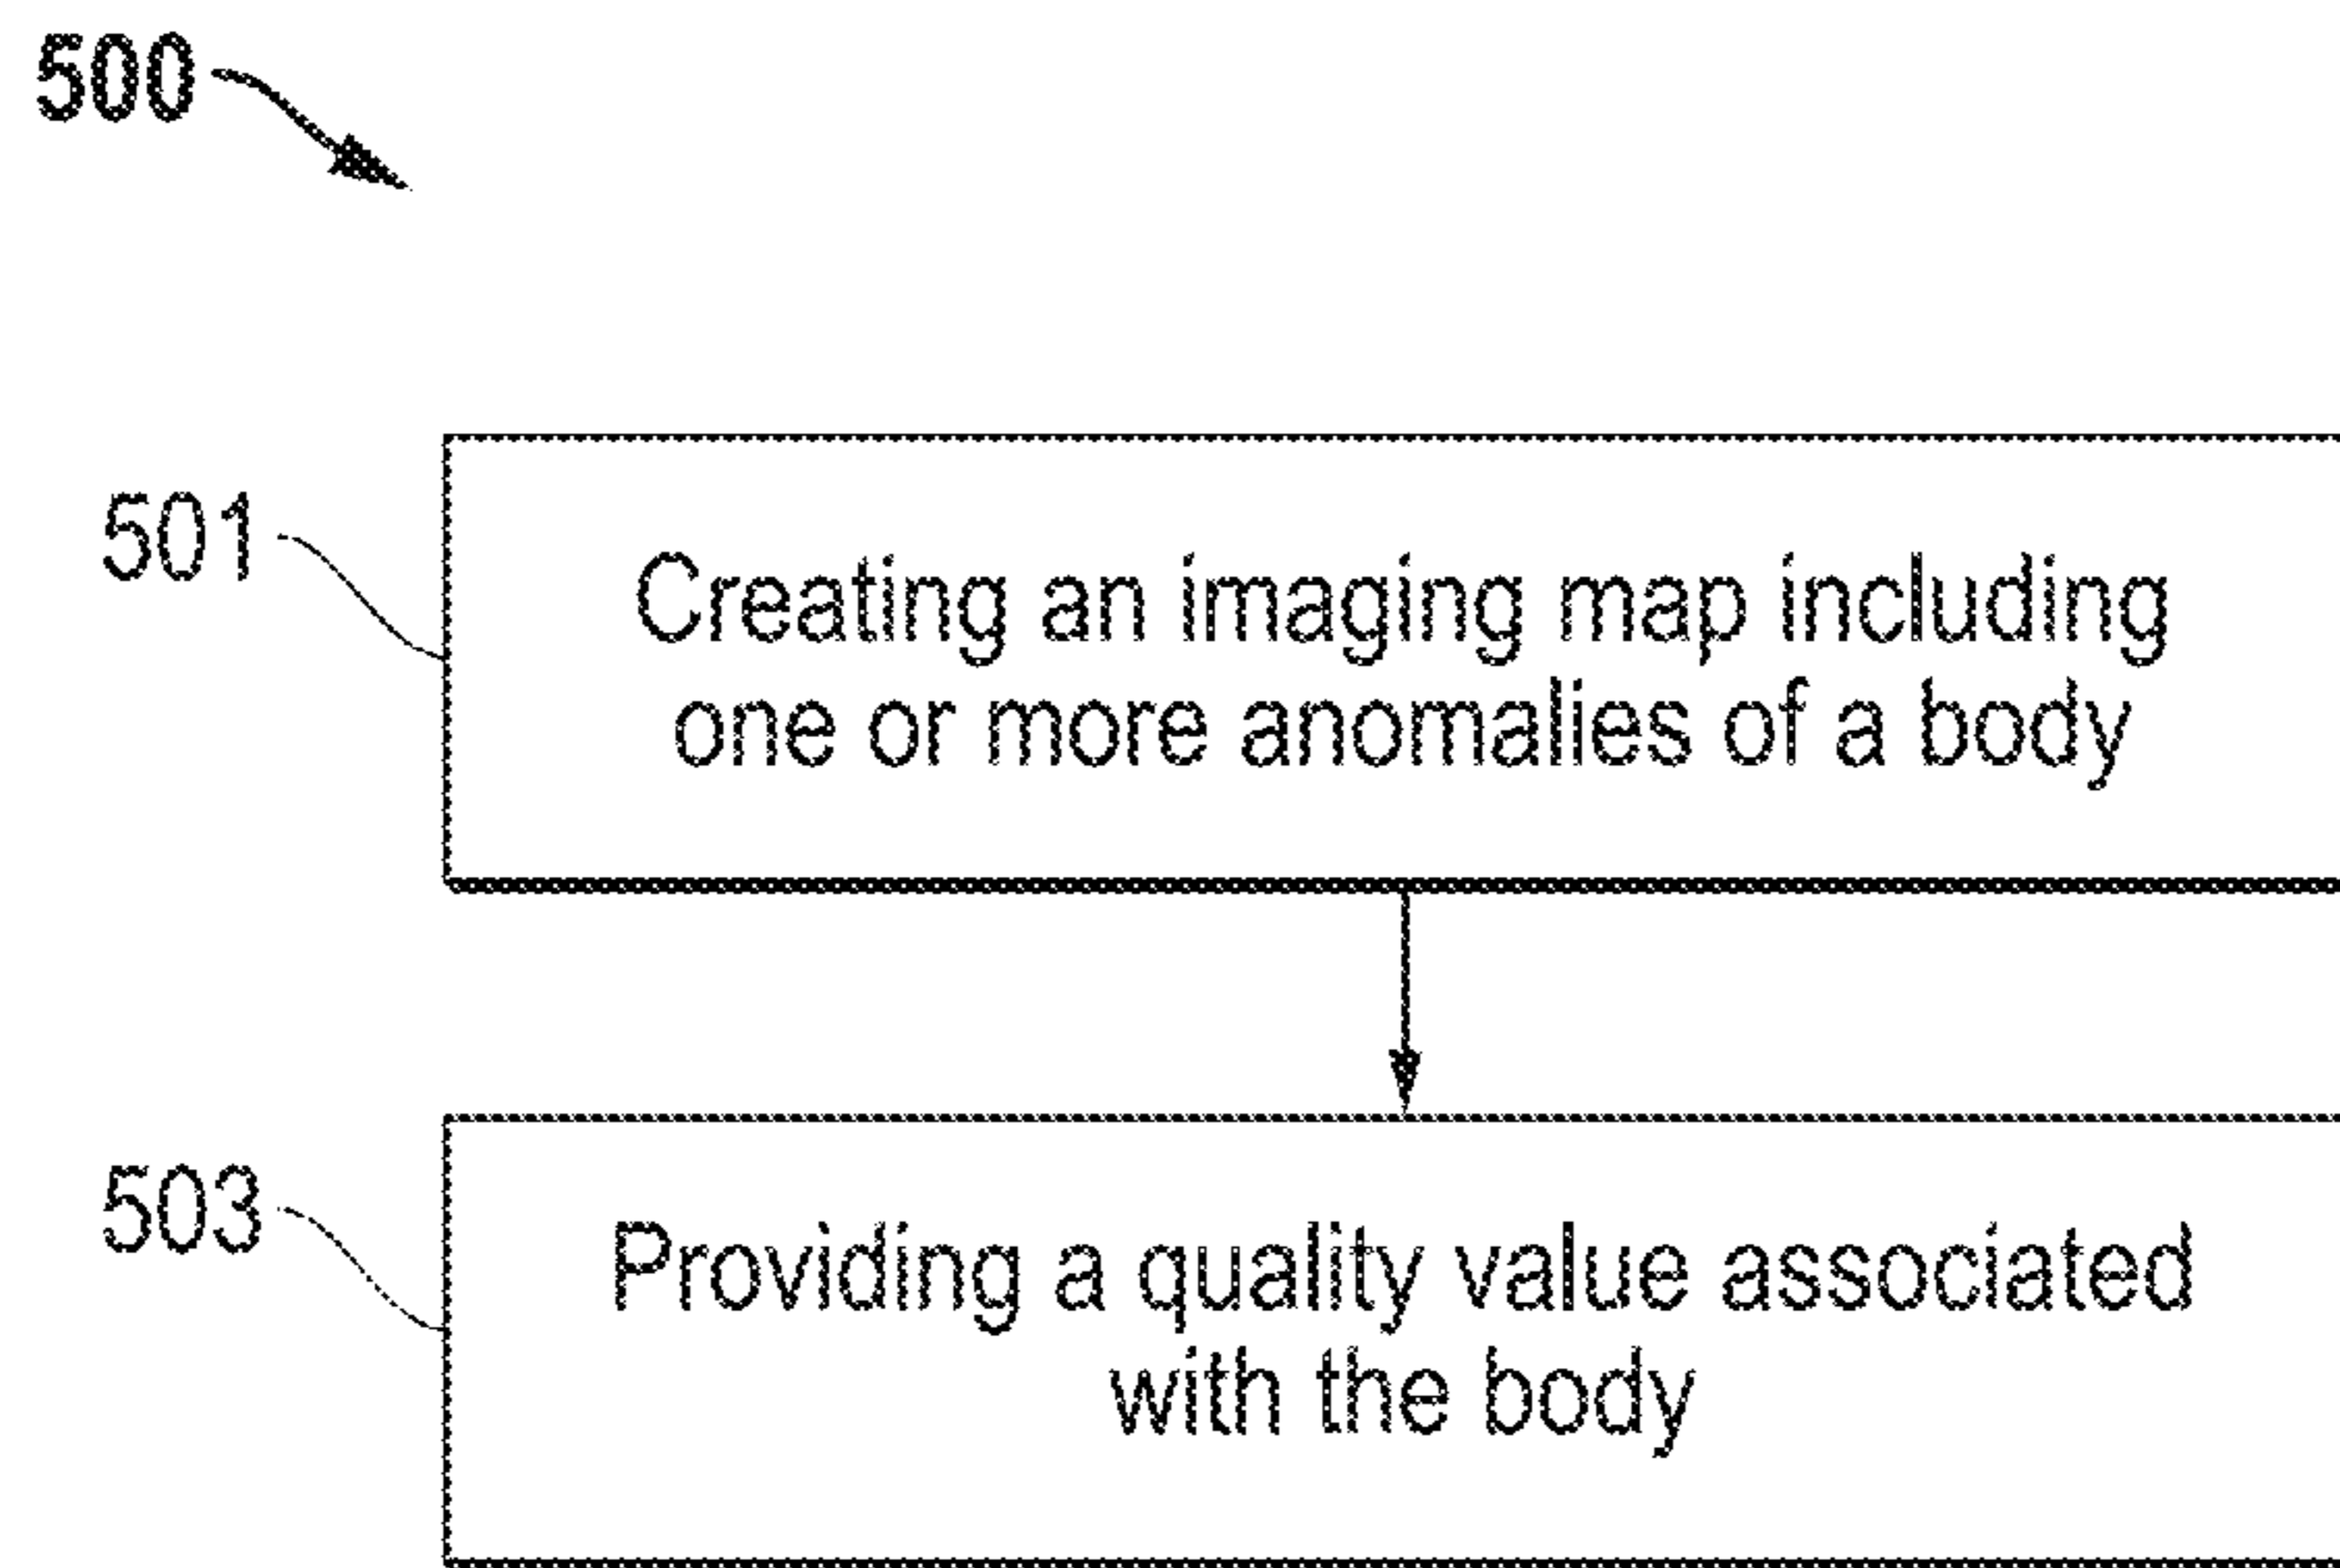 500
501
Creating an imaging map including
one or more anomalies of a body
503
Providing a quality value associated
with the body